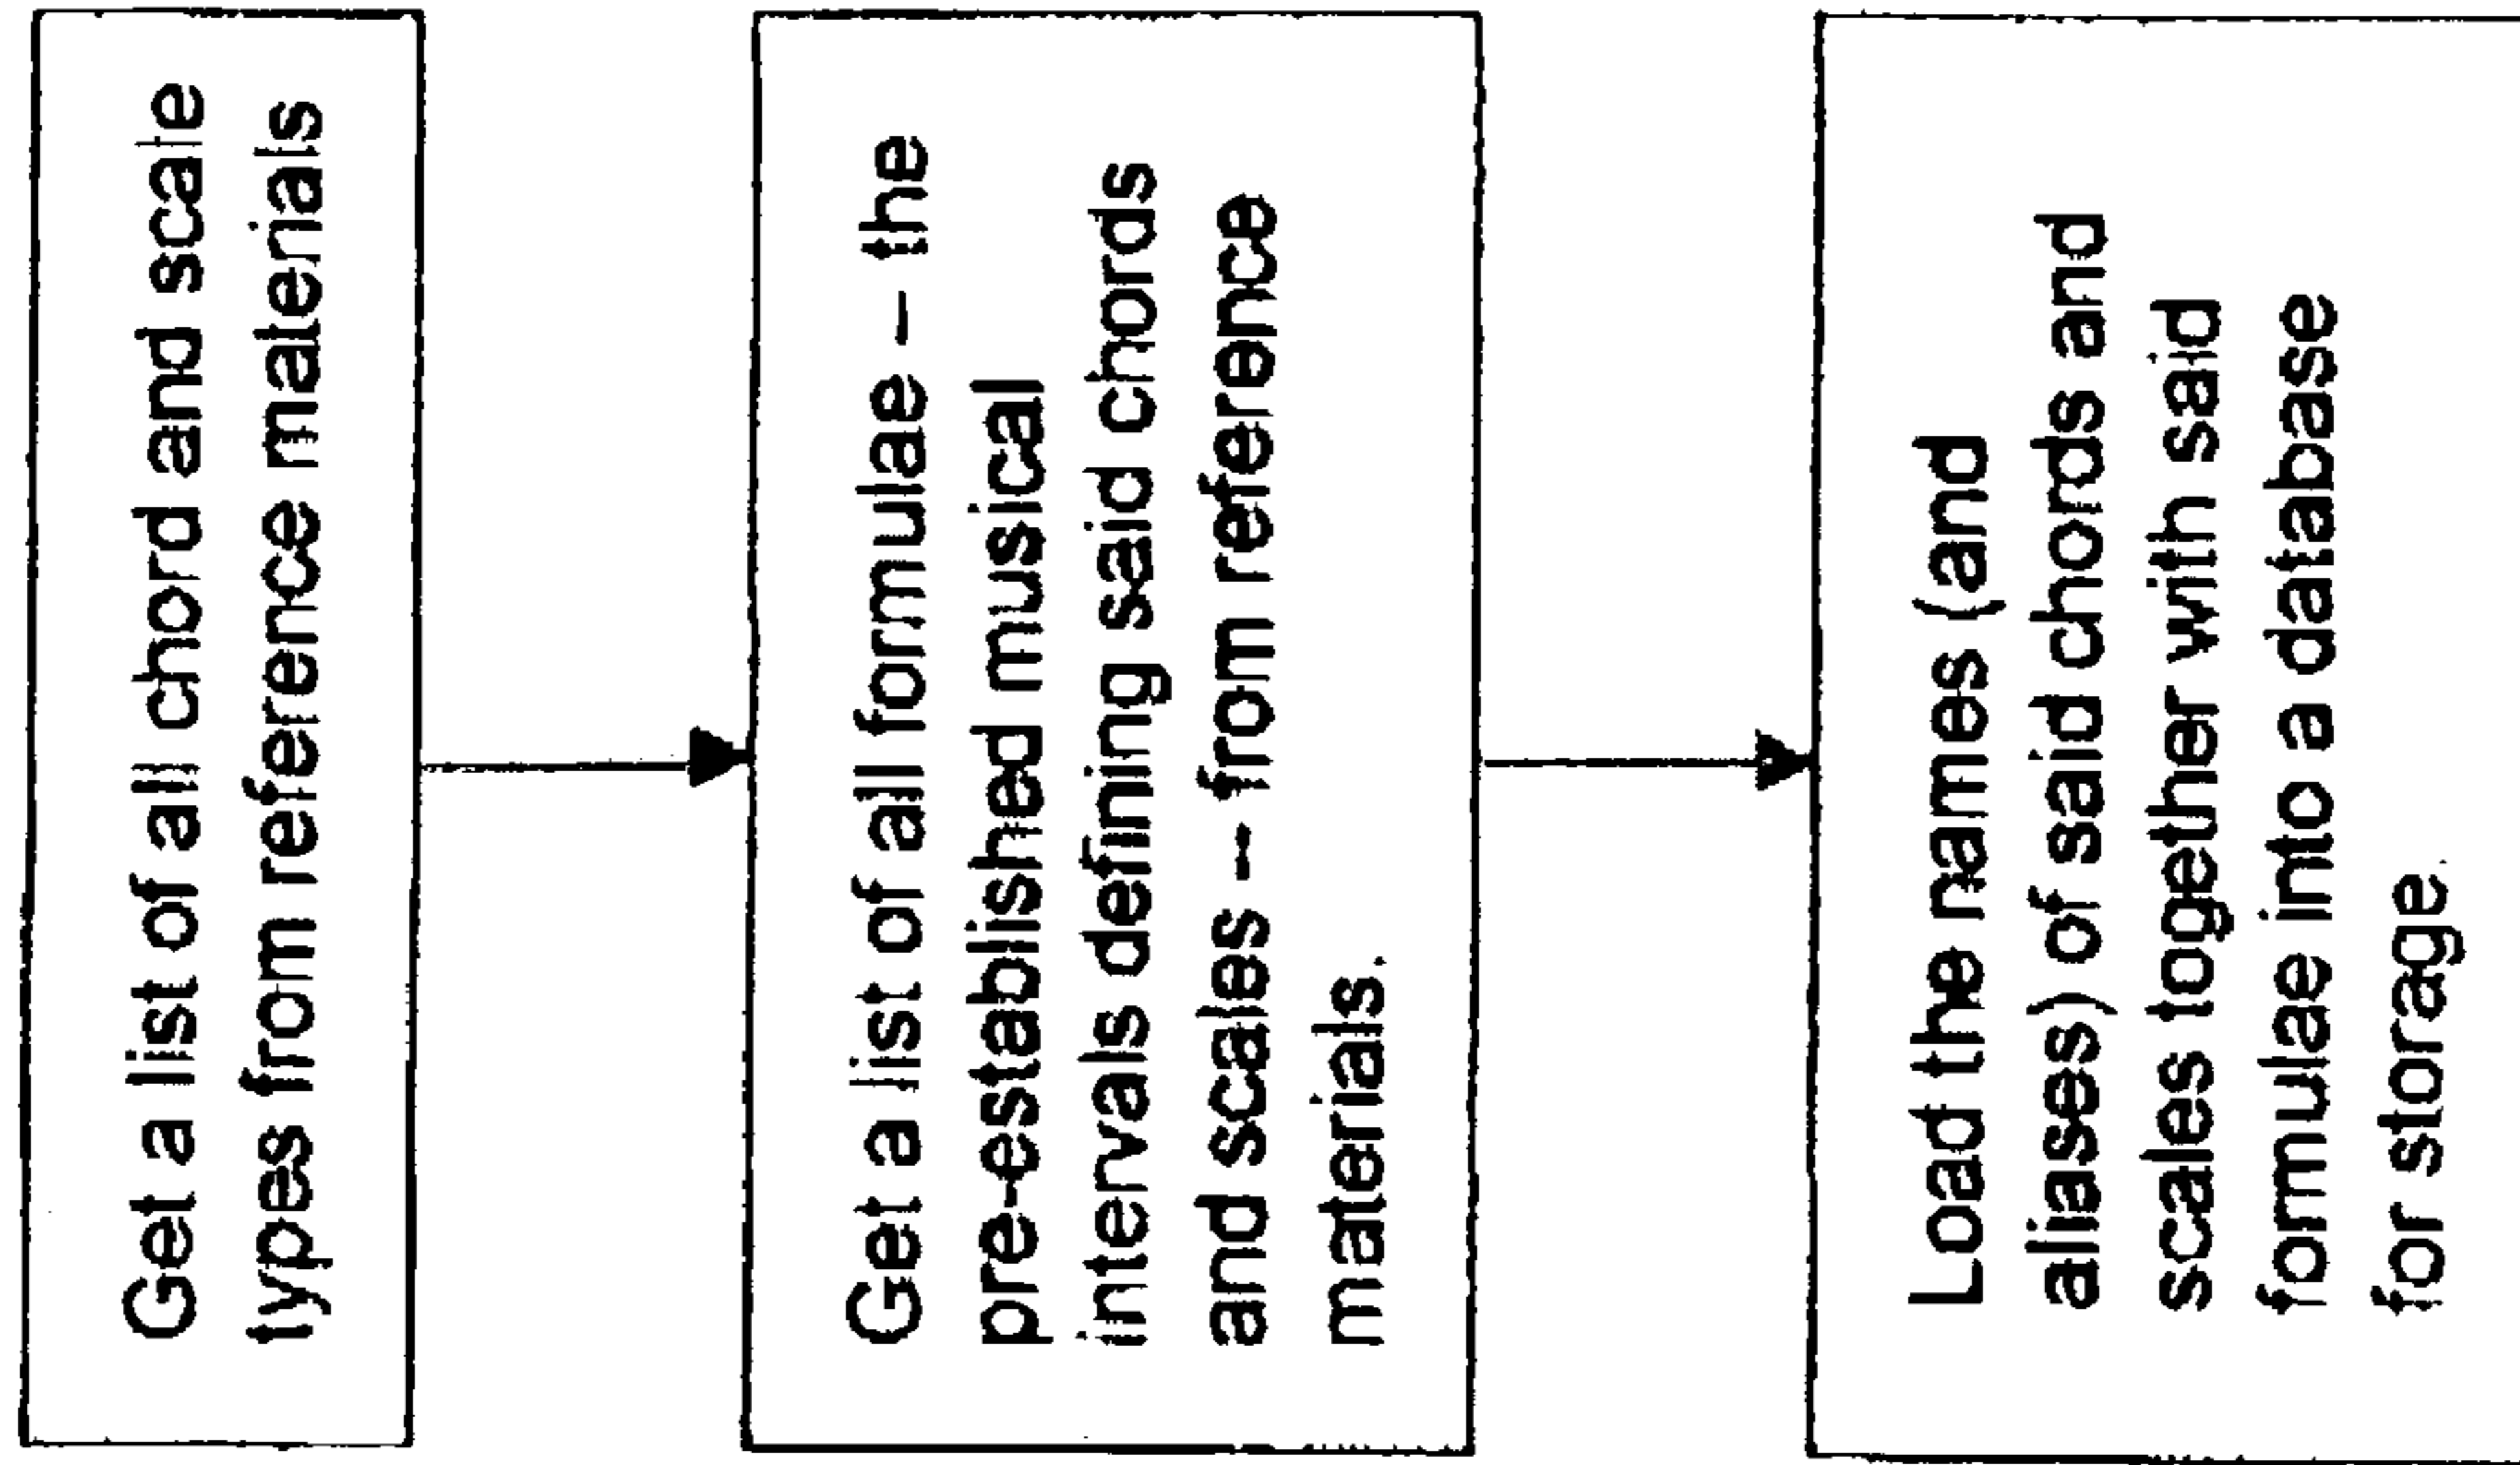 Get a list of all chord and scale
types from reference materials
Get a list of all formulae – the
pre-established musical
intervals defining said chords
and scales -- from reference
materials.
Load the names (and
aliases) of said chords and
scales together with said
formulae into a database
for storage.